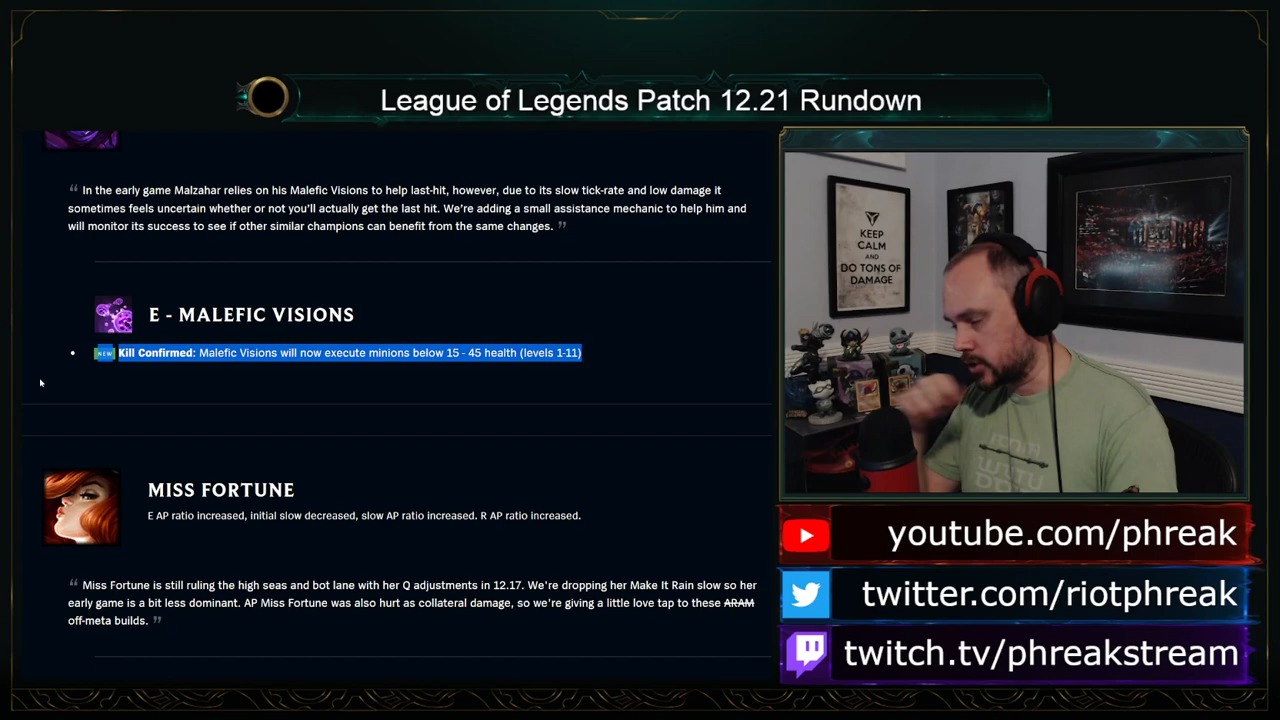 League of Legends Patch 12.21 Rundown
“ In the early game Malzahar relies on his Malefic Visions to help last-hit, however, due to its slow tick-rate and low damage it
sometimes feels uncertain whether or not you'll actually get the last hit. We're adding a small assistance mechanic to help him and
will monitor its success to see if other similar champions can benefit from the same changes. ”
E - MALEFIC VISIONS
• NEW Kill Confirmed: Malefic Visions will now execute minions below 15 - 45 health (levels 1-11)
MISS FORTUNE
E AP ratio increased, initial slow decreased, slow AP ratio increased. R AP ratio increased.
“ Miss Fortune is still ruling the high seas and bot lane with her Q adjustments in 12.17. We're dropping her Make It Rain slow so her
early game is a bit less dominant. AP Miss Fortune was also hurt as collateral damage, so we're giving a little love tap to these ARAM
off-meta builds. ”
KEEP
CALM
AND
DO TONS OF
DAMAGE
youtube.com/phreak
twitter.com/riotphreak
twitch.tv/phreakstream